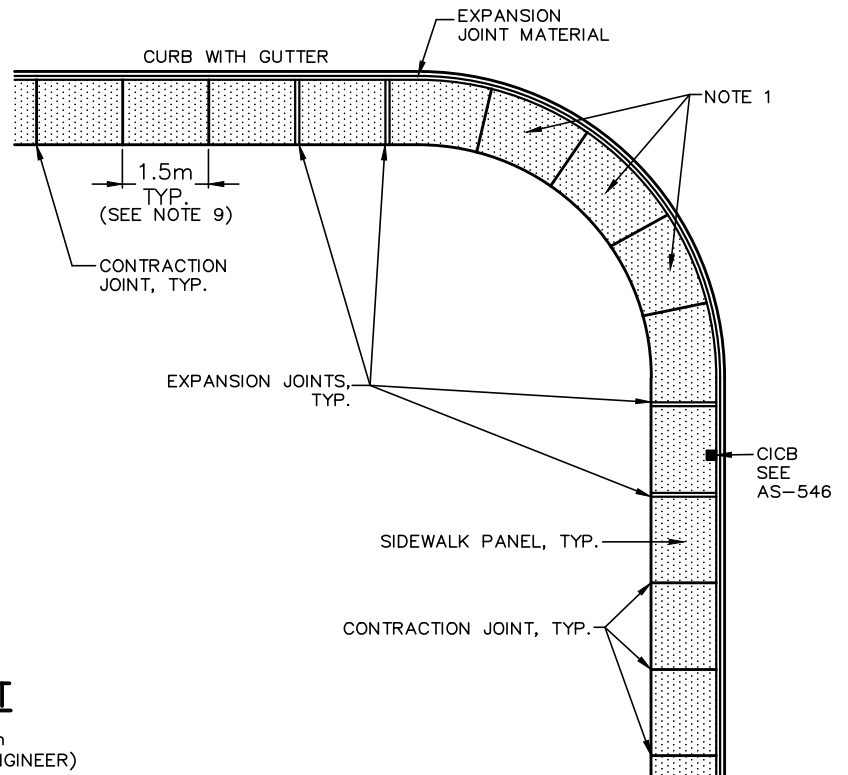 EXPANSION
JOINT MATERIAL
CURB WITH GUTTER
NOTE 1
1.5m
TYP.
(SEE NOTE 9)
CONTRACTION
JOINT, TYP.
EXPANSION JOINTS,
TYP.
CICB
SEE
AS-546
SIDEWALK PANEL, TYP.
CONTRACTION JOINT, TYP.